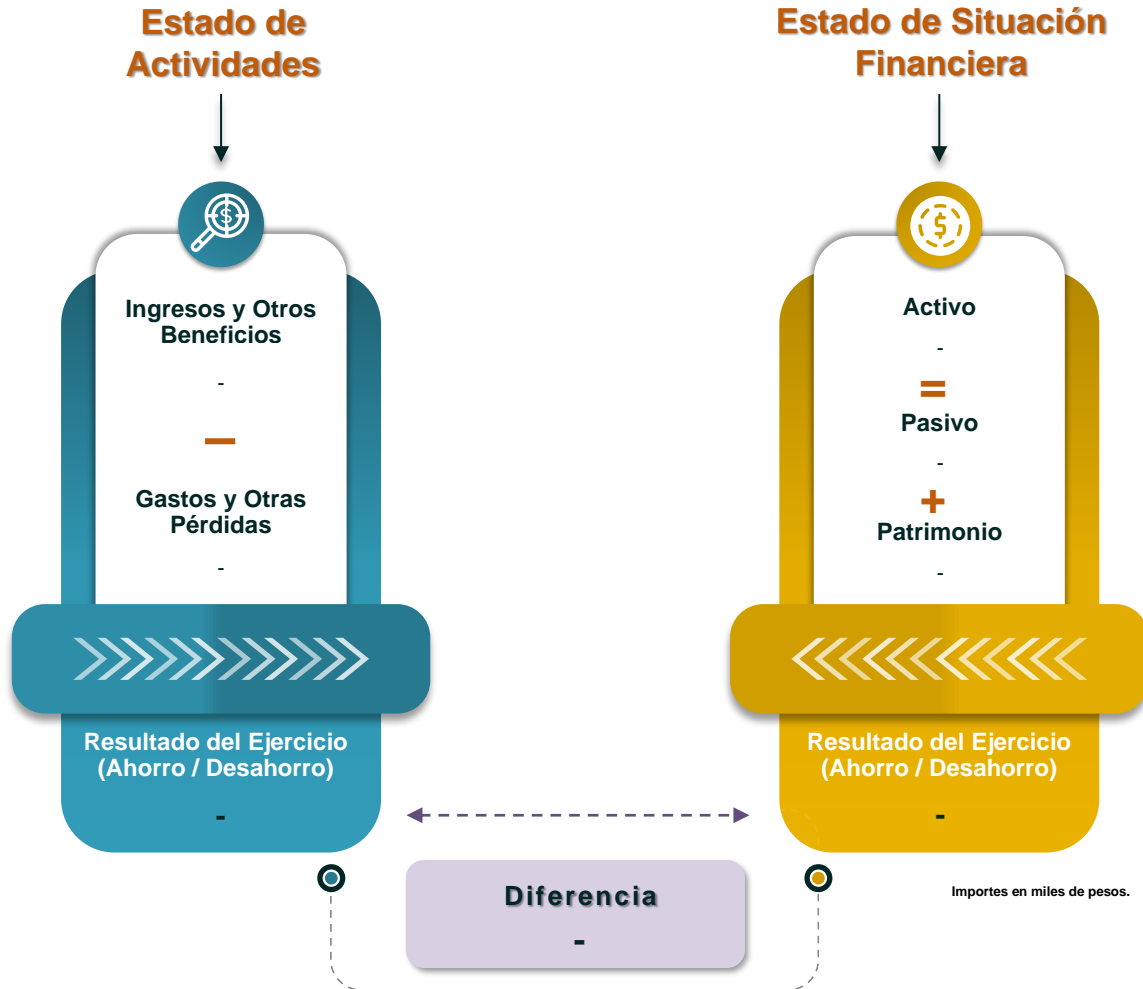 Estado de
Actividades
$
Ingresos y Otros
Beneficios
-
–
Gastos y Otras
Pérdidas
-
Resultado del Ejercicio
(Ahorro / Desahorro)
-
Estado de Situación
Financiera
$
Activo
-
=
Pasivo
-
+
Patrimonio
-
Resultado del Ejercicio
(Ahorro / Desahorro)
-
Diferencia
-
Importes en miles de pesos.